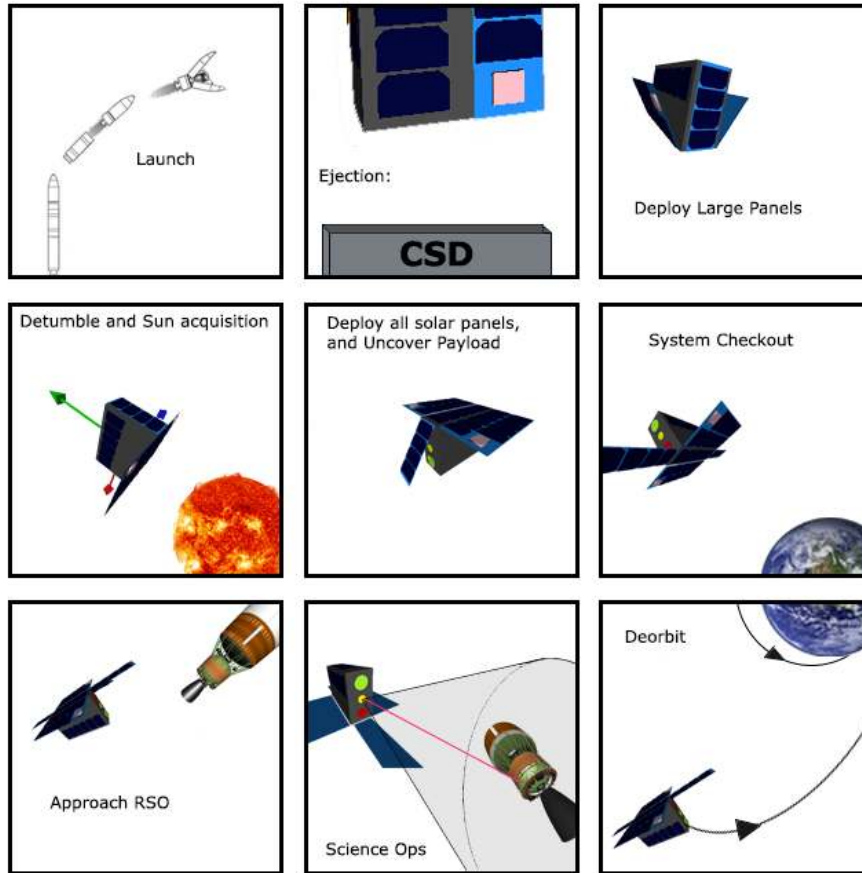 Launch
Ejection:
CSD
Deploy Large Panels
Detumble and Sun acquisition
Deploy all solar panels,
and Uncover Payload
System Checkout
Approach RSO
Science Ops
Deorbit